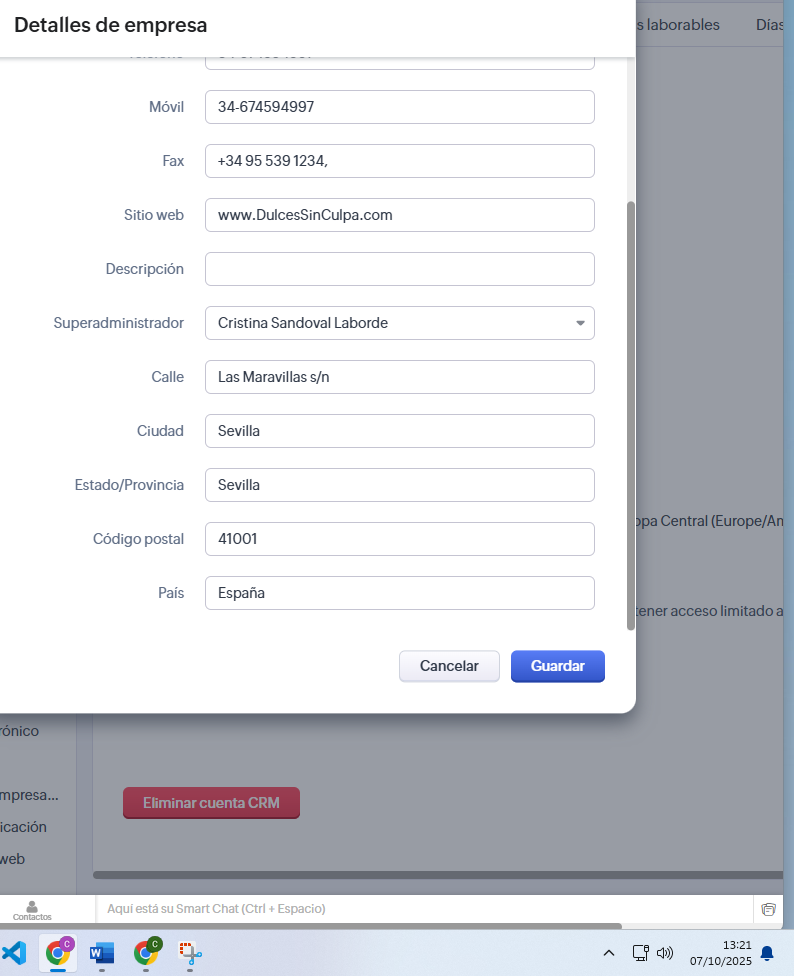 Detalles de empresa
s laborables
Días
Móvil
34-674594997
Fax
+34 95 539 1234,
Sitio web
www.DulcesSinCulpa.com
Descripción
Superadministrador
Cristina Sandoval Laborde
Calle
Las Maravillas s/n
Ciudad
Sevilla
Estado/Provincia
Sevilla
Código postal
41001
opa Central (Europe/Am
País
España
tener acceso limitado a
Cancelar
Guardar
rónico
mpresa...
Eliminar cuenta CRM
icación
web
Contactos
Aquí está su Smart Chat (Ctrl + Espacio)
C
W
C
13:21
07/10/2025